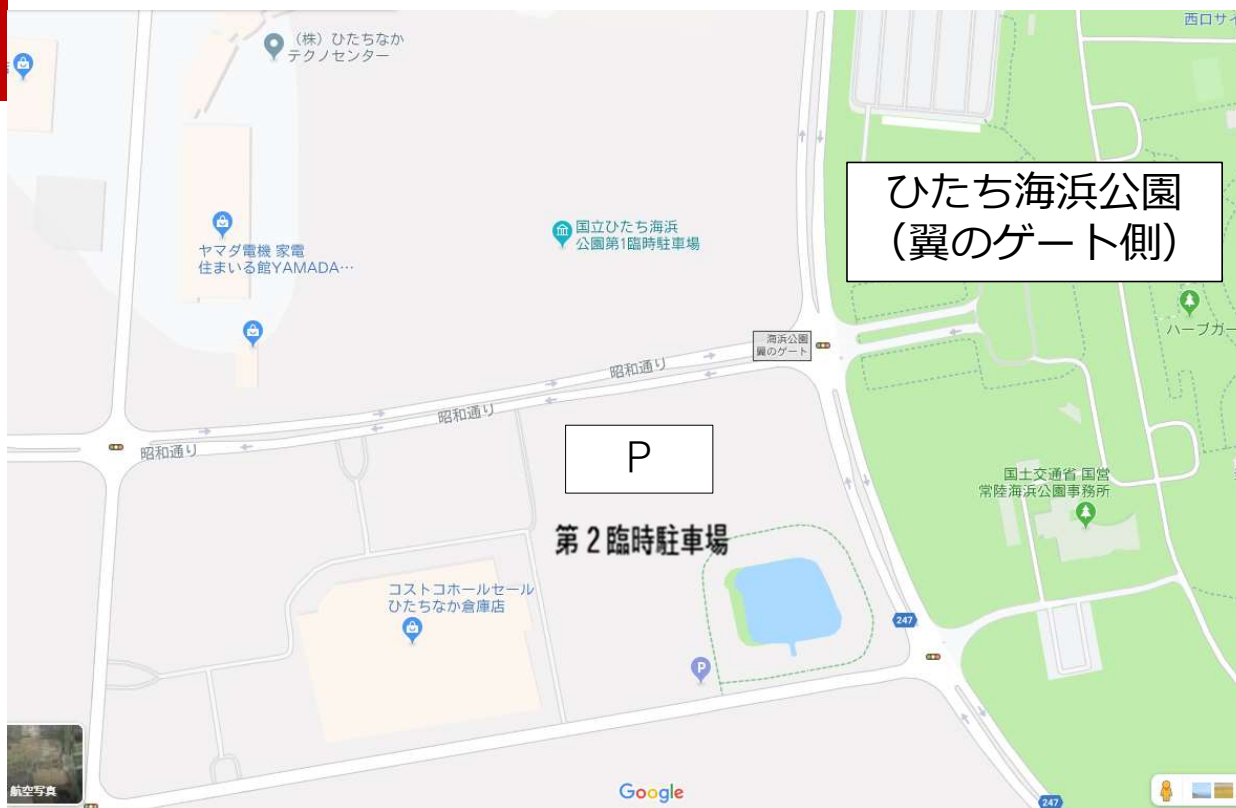 西口サイ
(株)ひたちなか
テクノセンター
ひたち海浜公園
(翼のゲート側)
国立ひたち海浜
公園第1臨時駐車場
ヤマダ電機 家電
住まいる館YAMADA…
ハーブガー
海浜公園
翼のゲート
昭和通り
昭和通り
昭和通り
P
国土交通省 国営
常陸海浜公園事務所
第2臨時駐車場
コストコホールセール
ひたちなか倉庫店
247
P
航空写真
Google
247